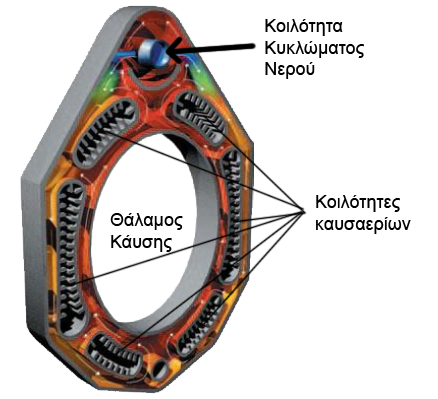 Κοιλότητα
Κυκλώματος
Νερού
Θάλαμος
Κάυσης
Κοιλότητες
καυσαερίων